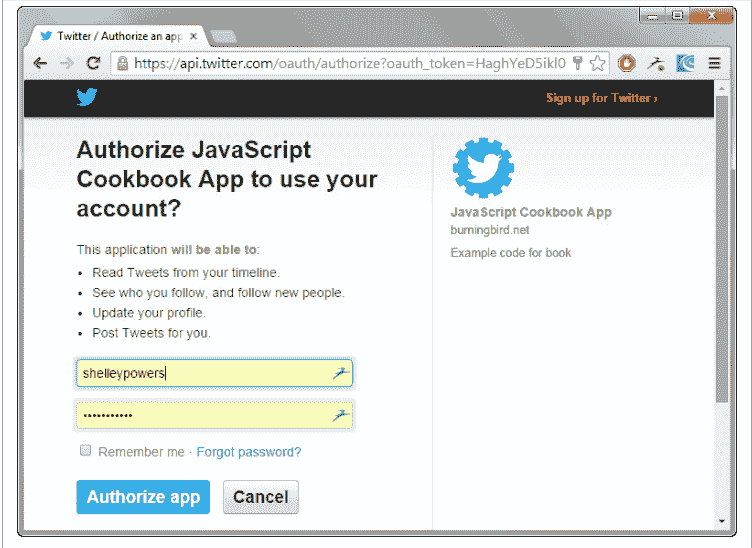 Twitter / Authorize an app
https://api.twitter.com/oauth/authorize?oauth_token=HaghYeD5ikl0
Sign up for Twitter ›
Authorize JavaScript
Cookbook App to use your
account?
JavaScript Cookbook App
burningbird.net
Example code for book
This application will be able to:
• Read Tweets from your timeline.
• See who you follow, and follow new people.
• Update your profile.
• Post Tweets for you.
shelleypowers
•••••••••••
Remember me · Forgot password?
Authorize app Cancel